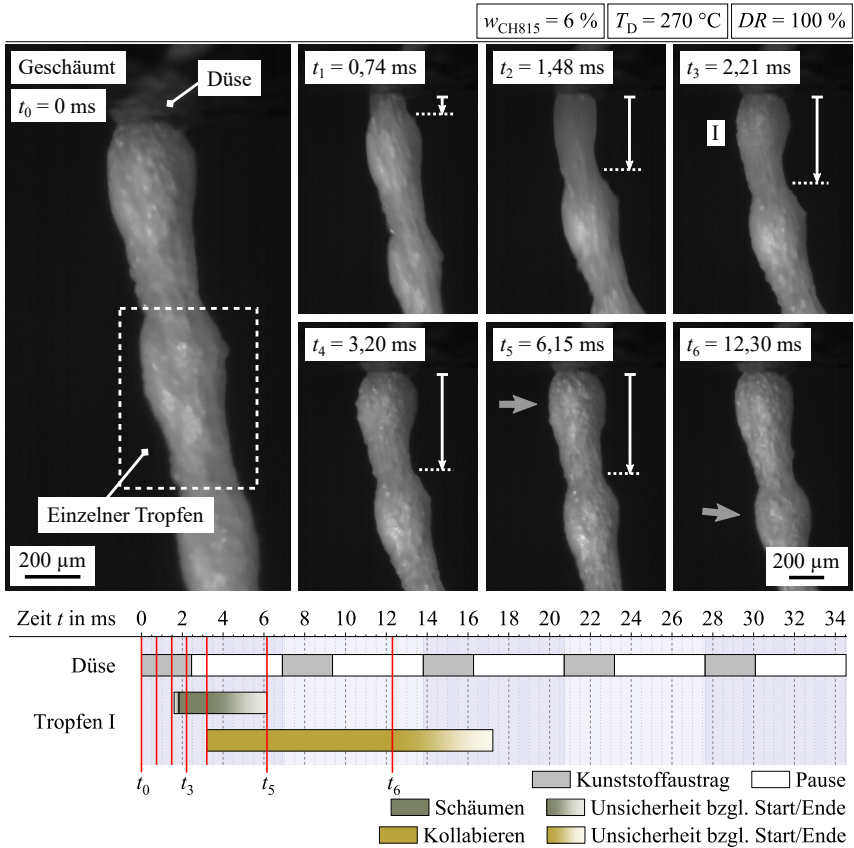 w_CH815 = 6 % T_D = 270 °C DR = 100 %
Geschäumt
t_0 = 0 ms
Düse
t_1 = 0,74 ms
t_2 = 1,48 ms
t_3 = 2,21 ms
I
Einzelner Tropfen
200 µm
t_4 = 3,20 ms
t_5 = 6,15 ms
t_6 = 12,30 ms
200 µm
Zeit t in ms 0 2 4 6 8 10 12 14 16 18 20 22 24 26 28 30 32 34
Düse
Tropfen I
t_0 t_3 t_5 t_6
Kunststoffaustrag Pause
Schäumen Unsicherheit bzgl. Start/Ende
Kollabieren Unsicherheit bzgl. Start/Ende